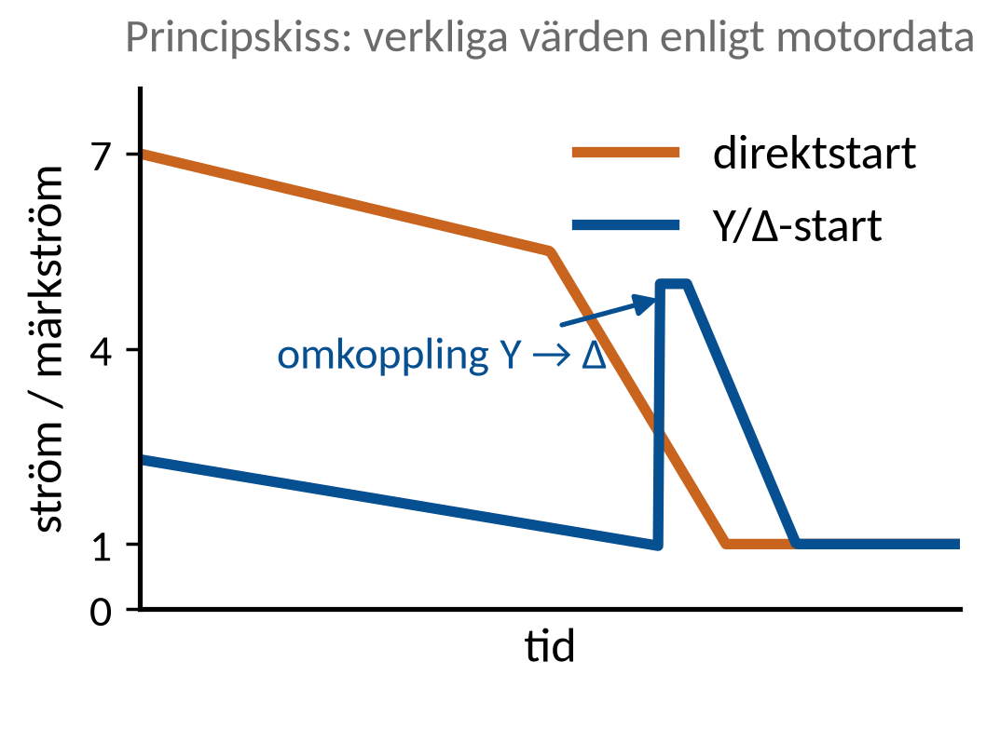 Principskiss: verkliga värden enligt motordata
7
4
1
0
ström / märkström
direktstart
Y/Δ-start
omkoppling Y → Δ
tid